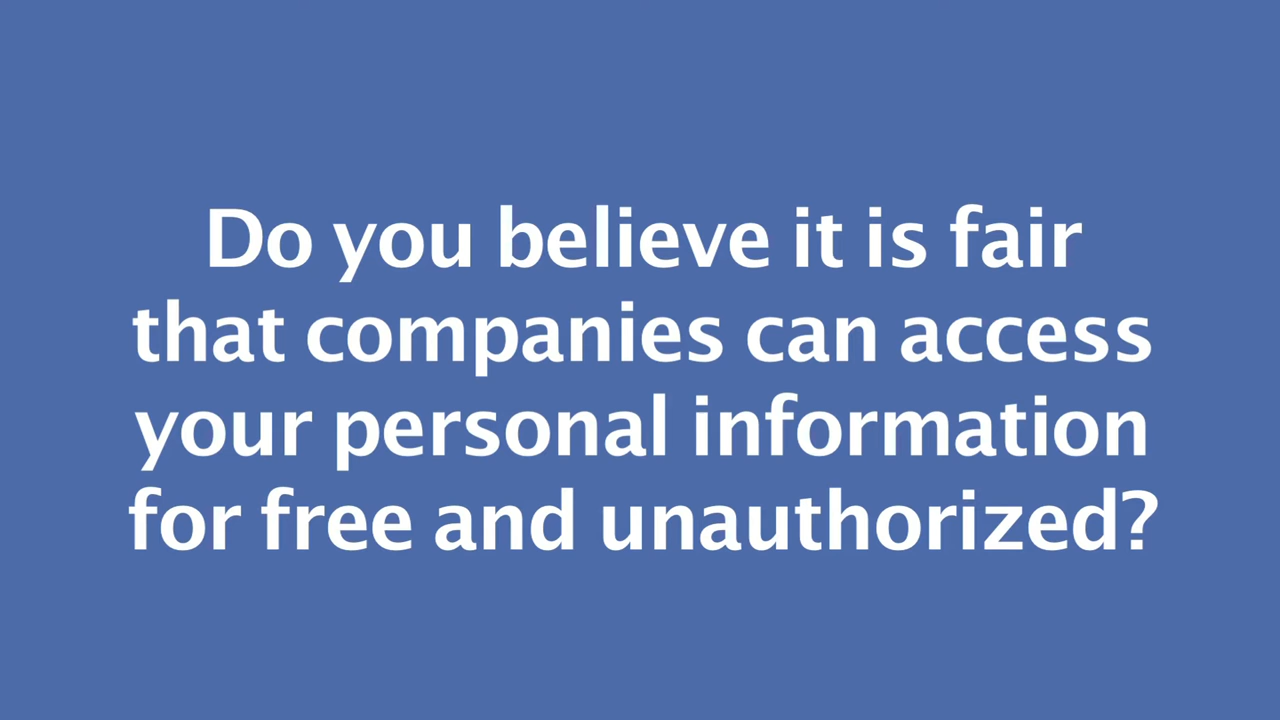 Do you believe it is fair
that companies can access
your personal information
for free and unauthorized?